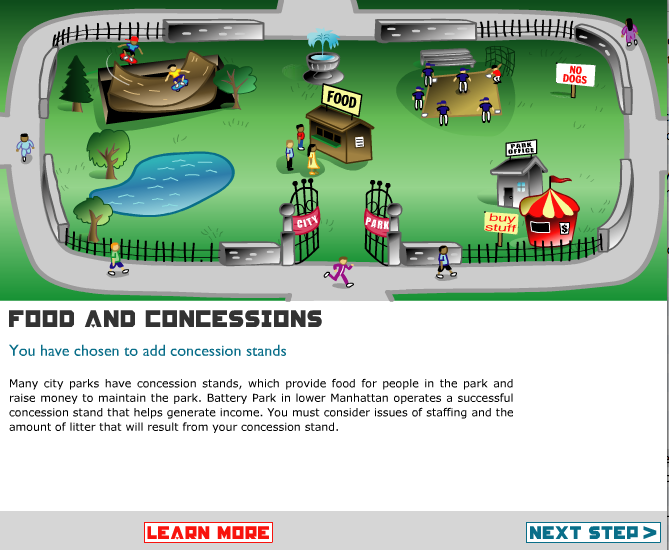 NO
DOGS
FOOD
PARK
OFFICE
buy
stuff
$
CITY
PARK
FOOD AND CONCESSIONS
You have chosen to add concession stands
Many city parks have concession stands, which provide food for people in the park and
raise money to maintain the park. Battery Park in lower Manhattan operates a successful
concession stand that helps generate income. You must consider issues of staffing and the
amount of litter that will result from your concession stand.
LEARN MORE
NEXT STEP >